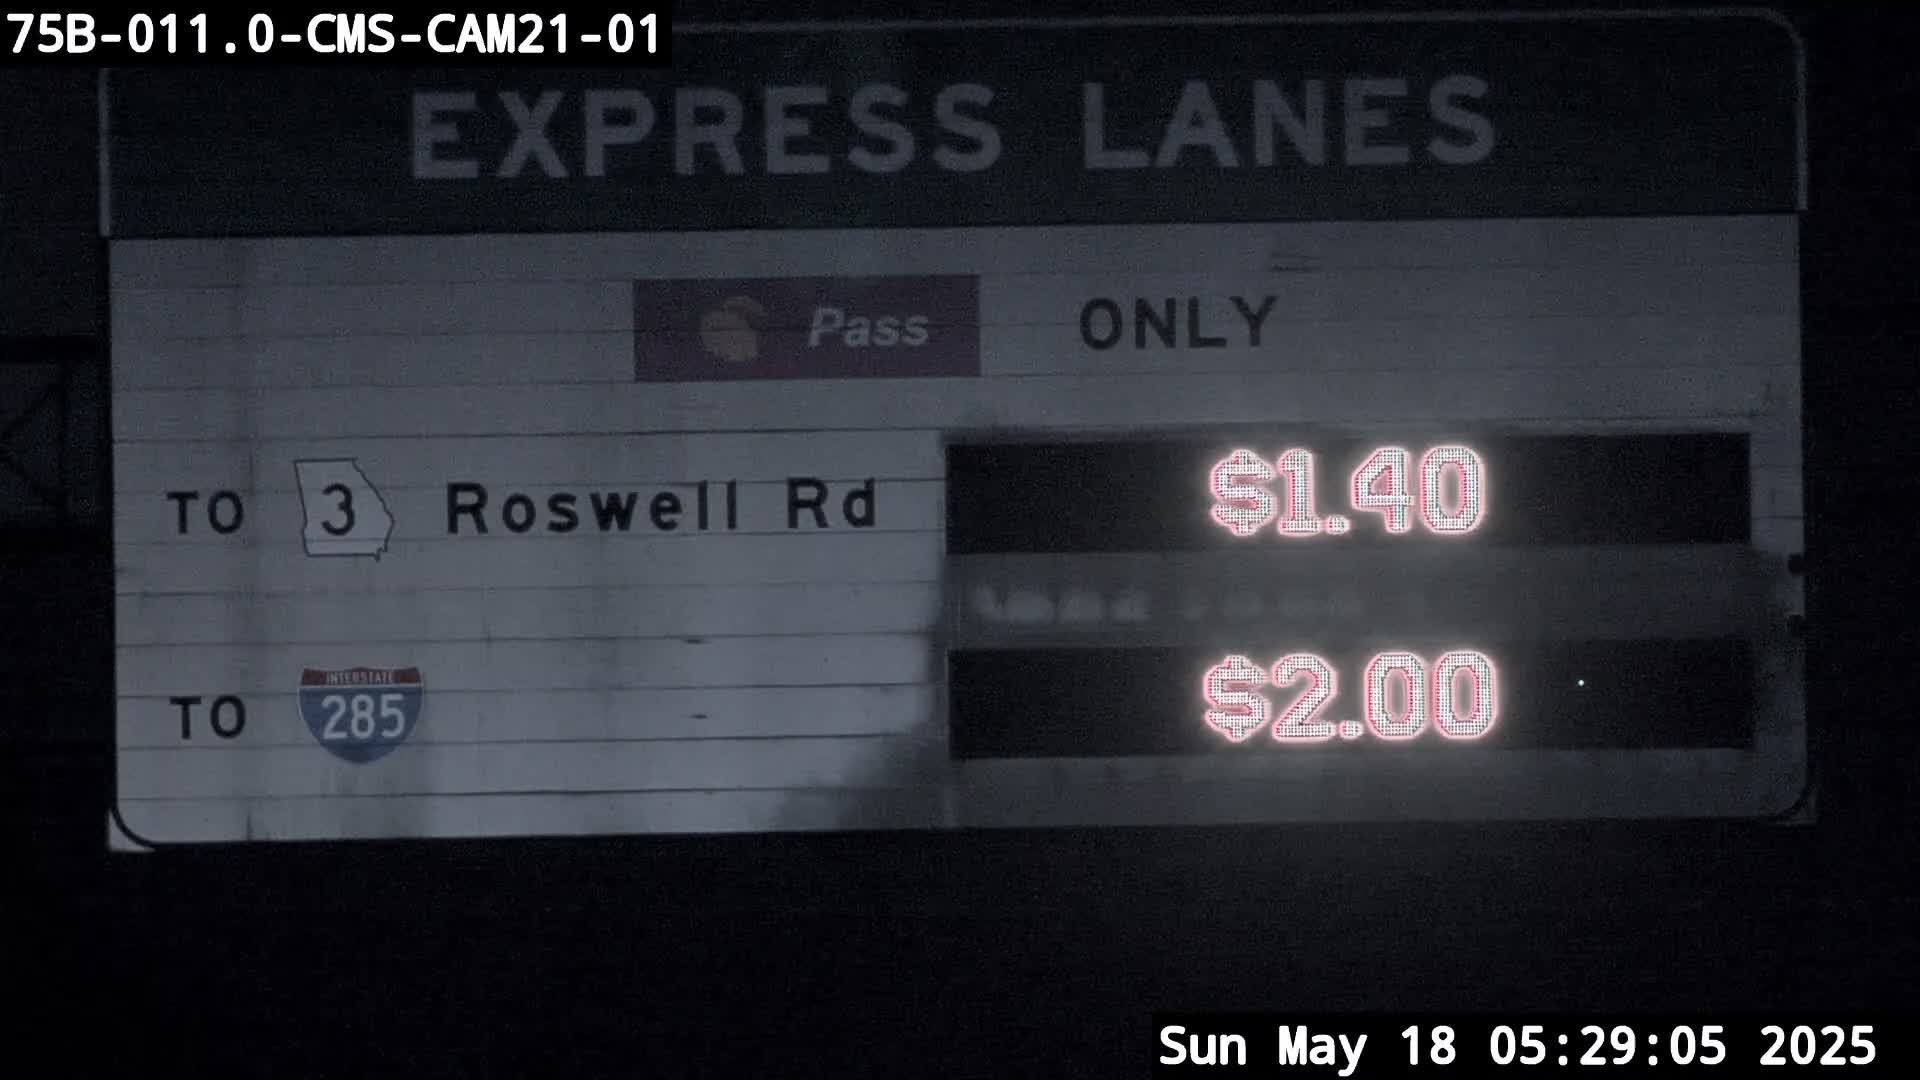 75B-011.0-CMS-CAM21-01
EXPRESS LANES
Pass ONLY
TO 3 Roswell Rd $1.40
TO INTERSTATE 285 $2.00
Sun May 18 05:29:05 2025